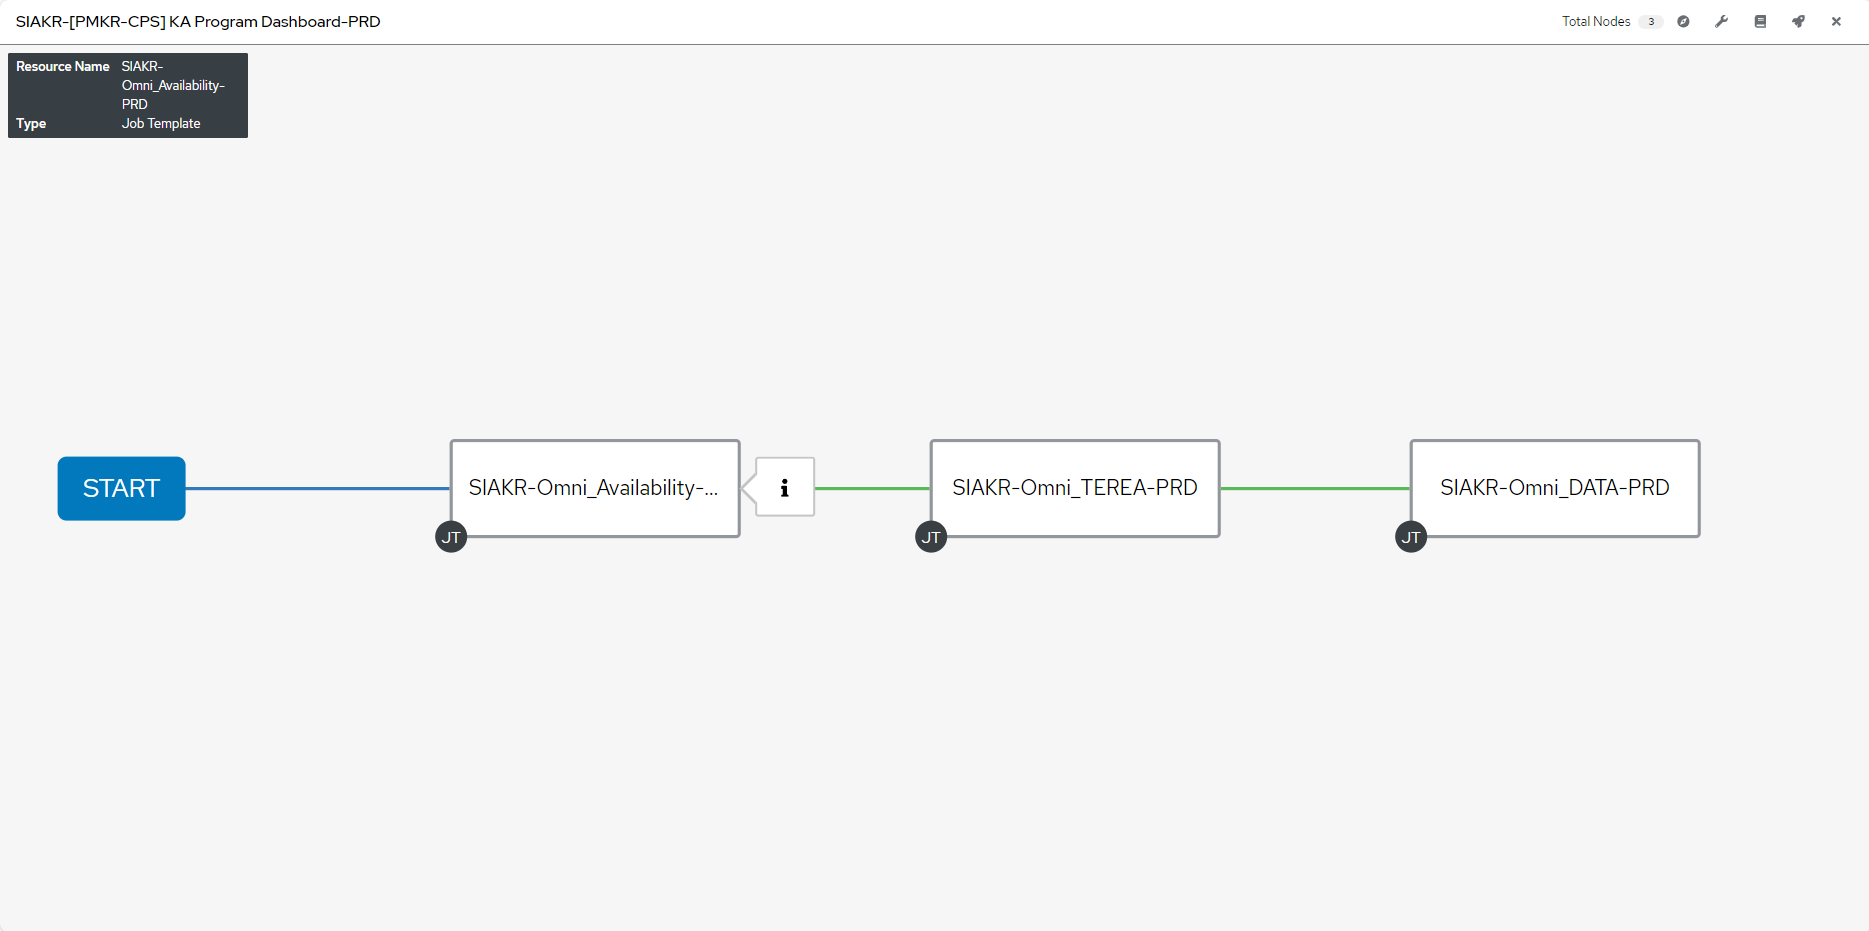 SIAKR-[PMKR-CPS] KA Program Dashboard-PRD
Total Nodes 3
Resource Name SIAKR-
Omni_Availability-
PRD
Type Job Template
START
SIAKR-Omni_Availability-...
i
SIAKR-Omni_TEREA-PRD
SIAKR-Omni_DATA-PRD
JT
JT
JT